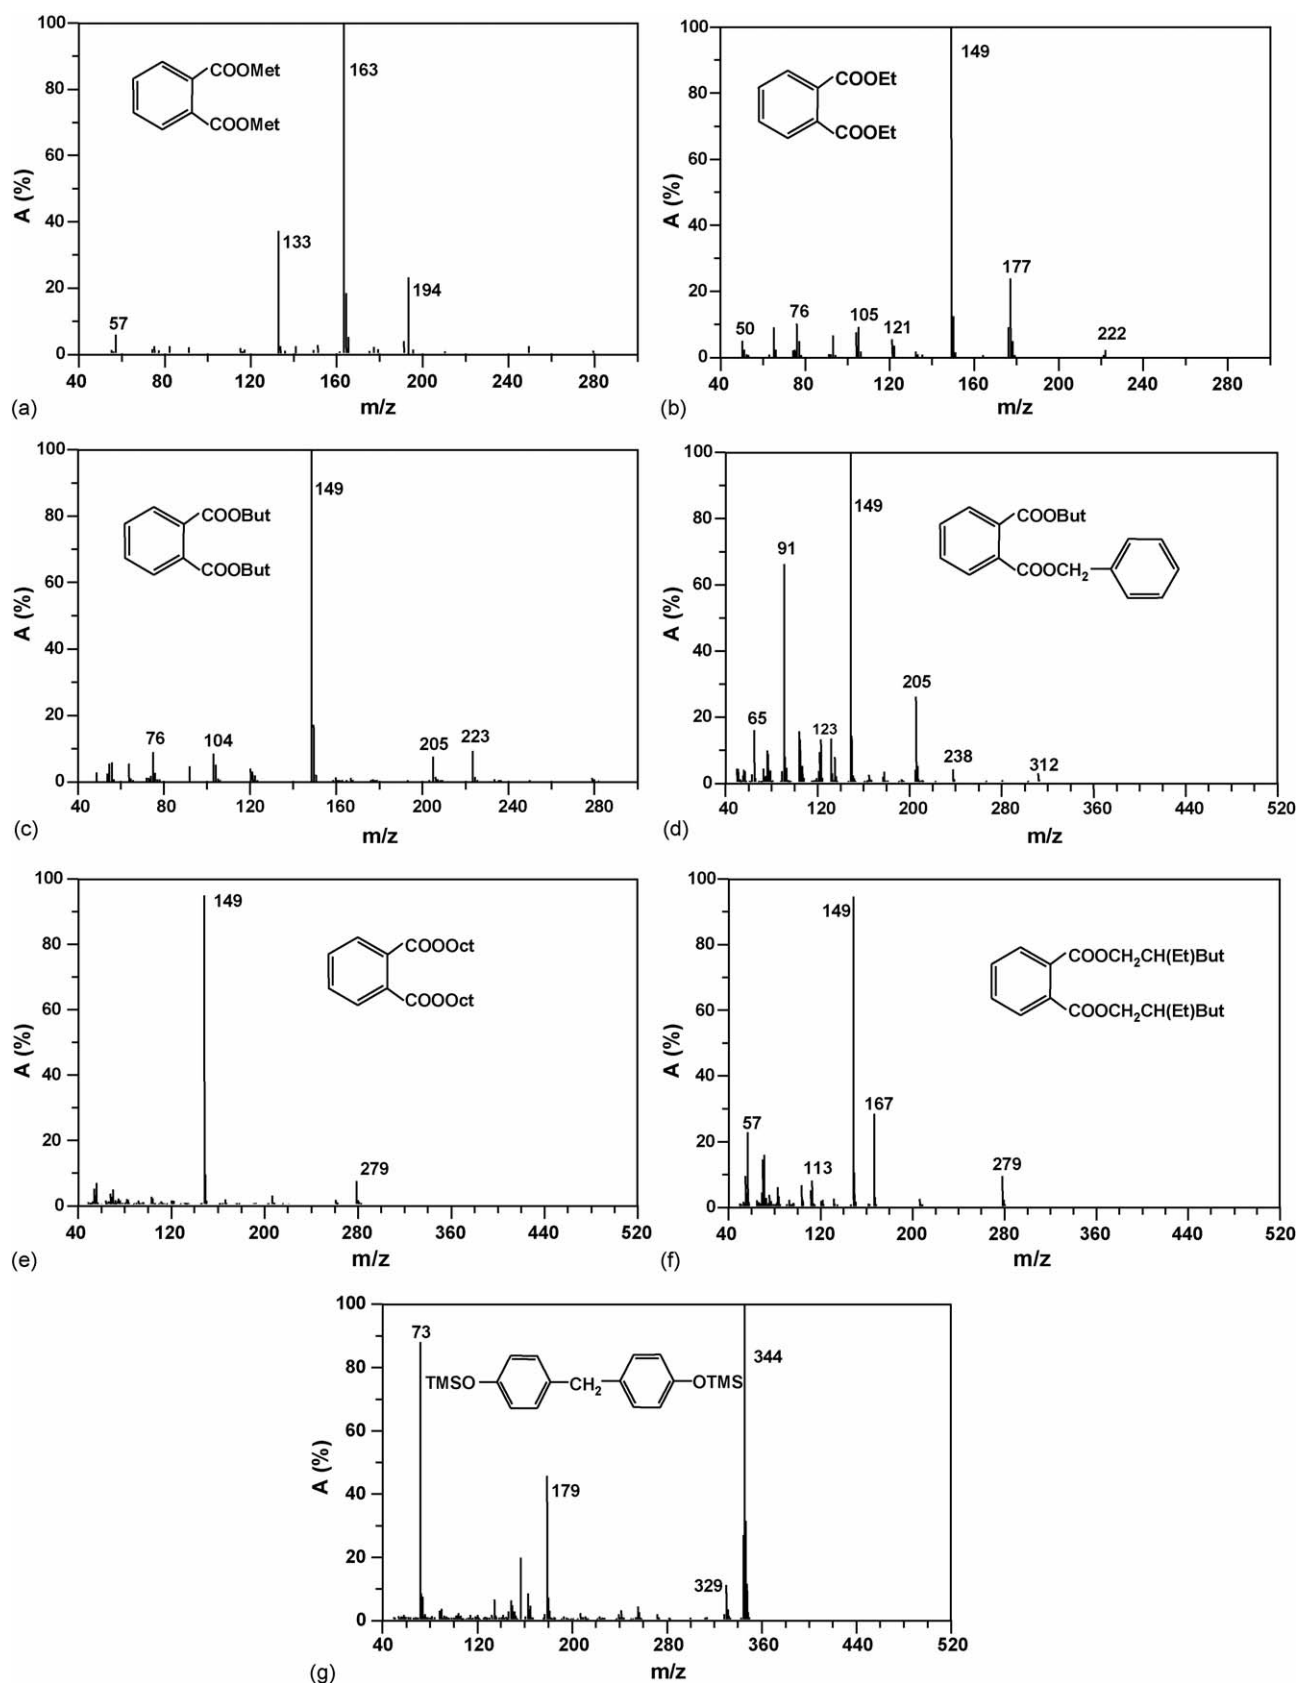 100
80
60
40
20
0
A (%)
COOMet
COOMet
163
133
194
57
40 80 120 160 200 240 280
m/z
(a)
100
80
60
40
20
0
A (%)
COOEt
COOEt
149
177
76
105
121
50
222
40 80 120 160 200 240 280
m/z
(b)
100
80
60
40
20
0
A (%)
COOBut
COOBut
149
76
104
205
223
40 80 120 160 200 240 280
m/z
(c)
100
80
60
40
20
0
A (%)
COOBut
COOCH2
149
91
205
65
123
238
312
40 120 200 280 360 440 520
m/z
(d)
100
80
60
40
20
0
A (%)
COOOct
COOOct
149
279
40 120 200 280 360 440 520
m/z
(e)
100
80
60
40
20
0
A (%)
COOCH2CH(Et)But
COOCH2CH(Et)But
149
167
57
113
279
40 120 200 280 360 440 520
m/z
(f)
100
80
60
40
20
0
A (%)
73
TMSO CH2 OTMS
344
179
329
40 120 200 280 360 440 520
m/z
(g)